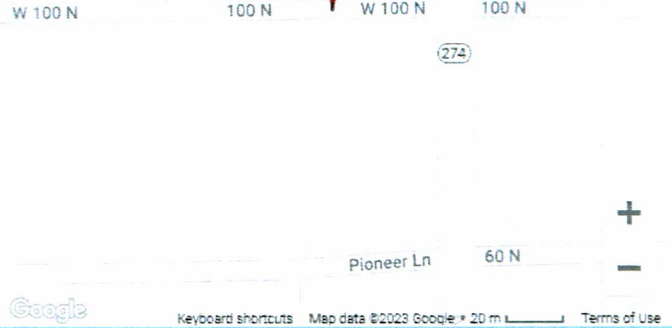 W 100 N 100 N W 100 N 100 N
274
Pioneer Ln 60 N
+
−
Google
Keyboard shortcuts Map data ©2023 Google 20 m Terms of Use